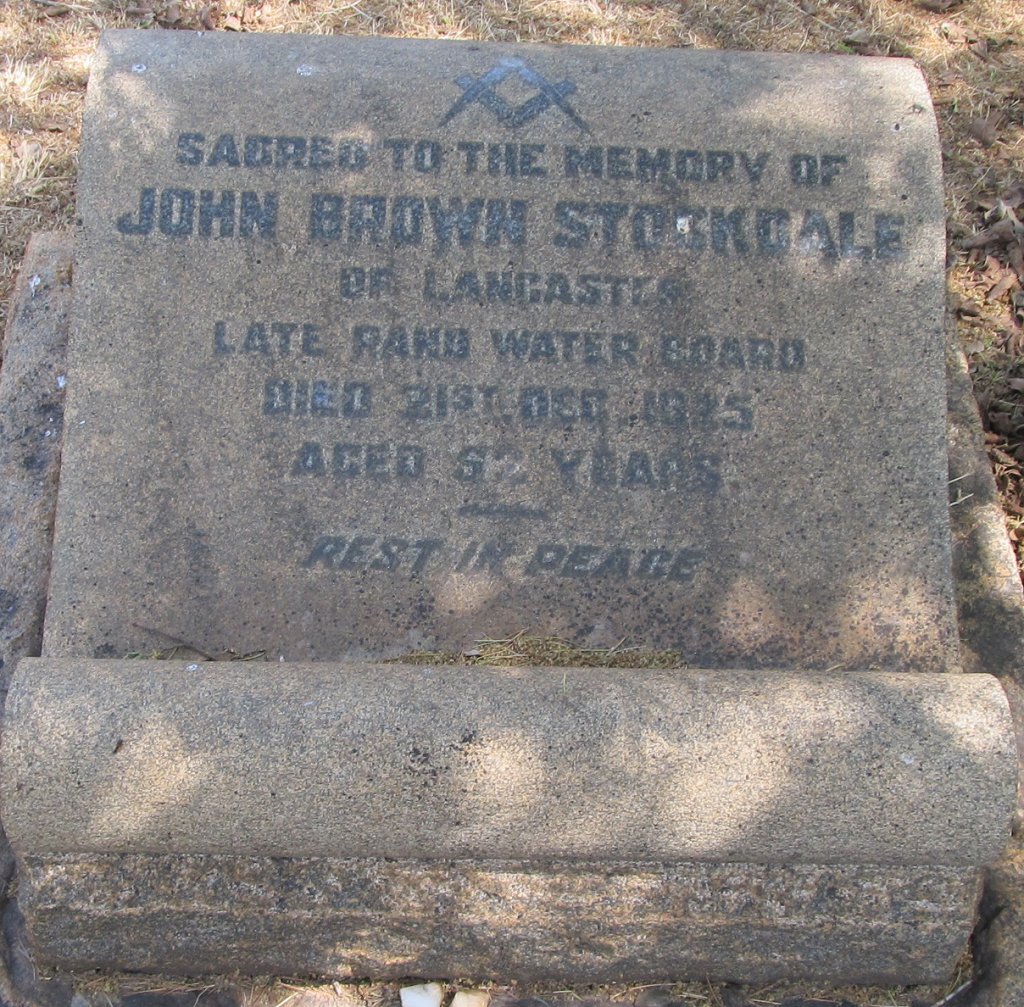 SACRED TO THE MEMORY OF
JOHN BROWN STOCKDALE
OF LANCASTER
LATE RAND WATER BOARD
DIED 21ST DEC. 1925
AGED YEARS
REST IN PEACE